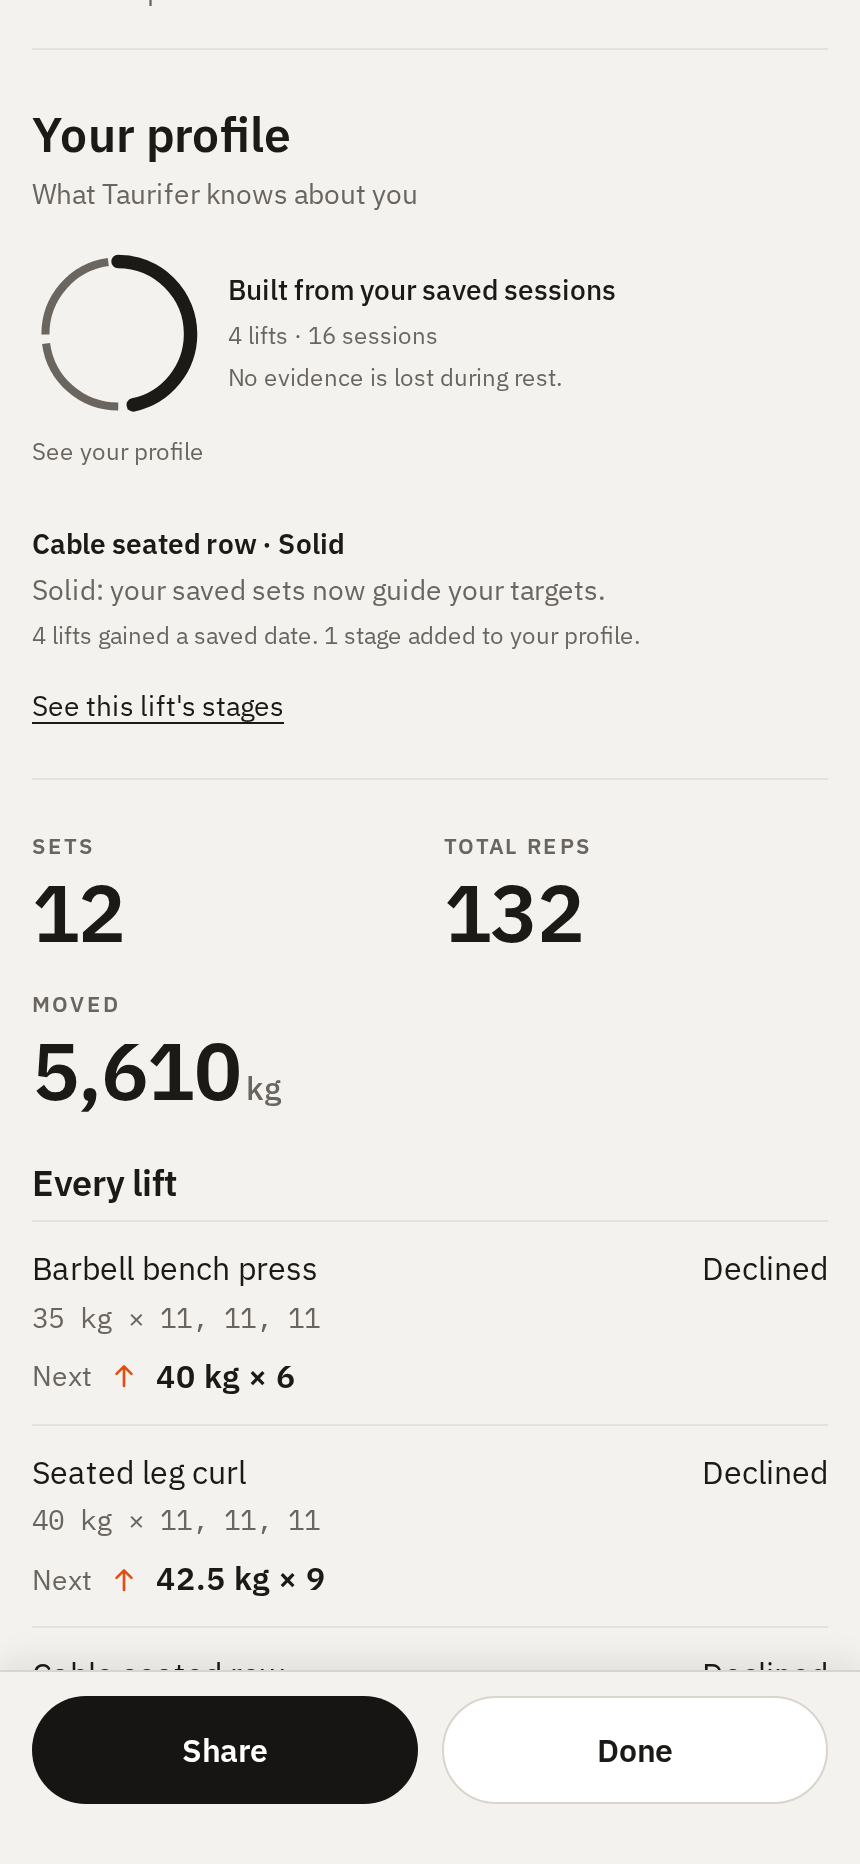 Your profile
What Taurifer knows about you
Built from your saved sessions
4 lifts · 16 sessions
No evidence is lost during rest.
See your profile
Cable seated row · Solid
Solid: your saved sets now guide your targets.
4 lifts gained a saved date. 1 stage added to your profile.
See this lift's stages
SETS
12
TOTAL REPS
132
MOVED
5,610 kg
Every lift
Barbell bench press
Declined
35 kg × 11, 11, 11
Next ↑ 40 kg × 6
Seated leg curl
Declined
40 kg × 11, 11, 11
Next ↑ 42.5 kg × 9
Cable seated row
Declined
Share
Done